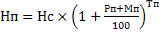 Нп = Нс × (1 + (Рп+Мп)/100)^Тп